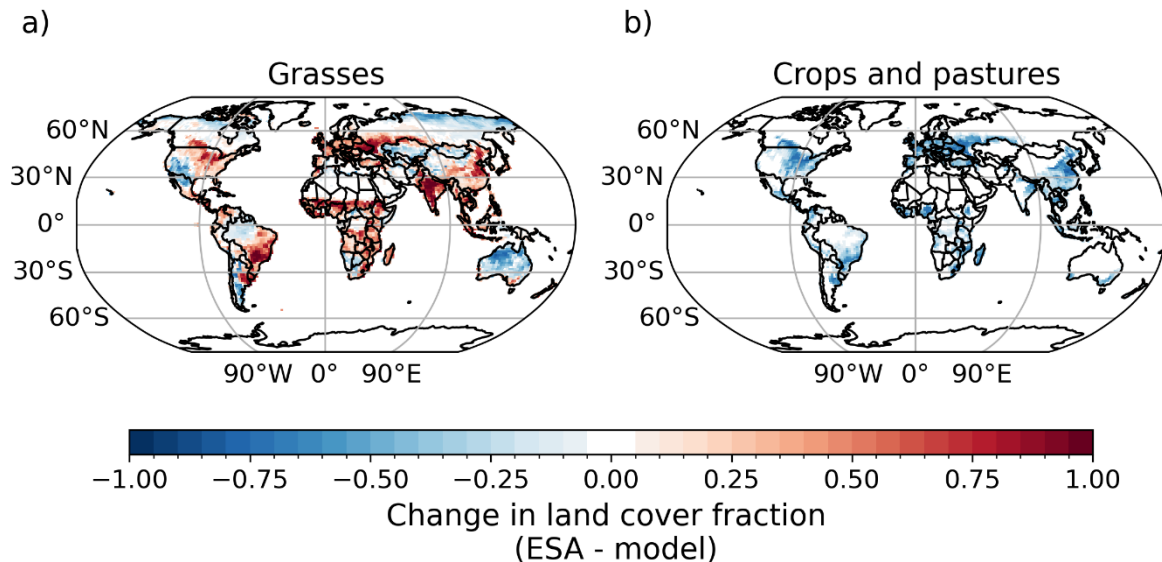 a)
b)
Grasses
Crops and pastures
60°N
30°N
0°
30°S
60°S
90°W 0° 90°E
60°N
30°N
0°
30°S
60°S
90°W 0° 90°E
−1.00 −0.75 −0.50 −0.25 0.00 0.25 0.50 0.75 1.00
Change in land cover fraction
(ESA - model)